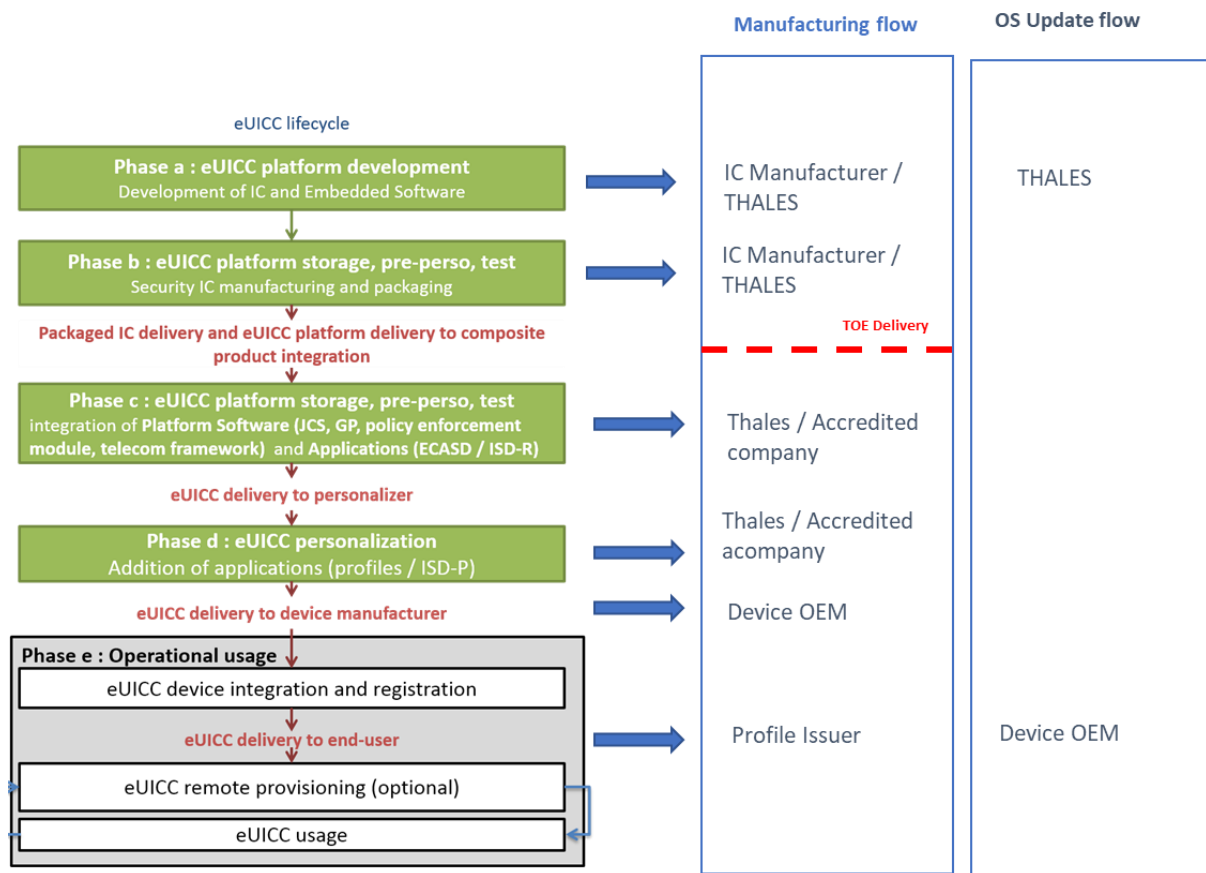 Manufacturing flow
OS Update flow
eUICC lifecycle
Phase a : eUICC platform development
Development of IC and Embedded Software
IC Manufacturer /
THALES
THALES
Phase b : eUICC platform storage, pre-perso, test
Security IC manufacturing and packaging
IC Manufacturer /
THALES
Packaged IC delivery and eUICC platform delivery to composite
product integration
TOE Delivery
Phase c : eUICC platform storage, pre-perso, test
integration of Platform Software (JCS, GP, policy enforcement
module, telecom framework) and Applications (ECASD / ISD-R)
Thales / Accredited
company
eUICC delivery to personalizer
Phase d : eUICC personalization
Addition of applications (profiles / ISD-P)
Thales / Accredited
acompany
eUICC delivery to device manufacturer
Device OEM
Phase e : Operational usage
eUICC device integration and registration
eUICC delivery to end-user
Profile Issuer
Device OEM
eUICC remote provisioning (optional)
eUICC usage